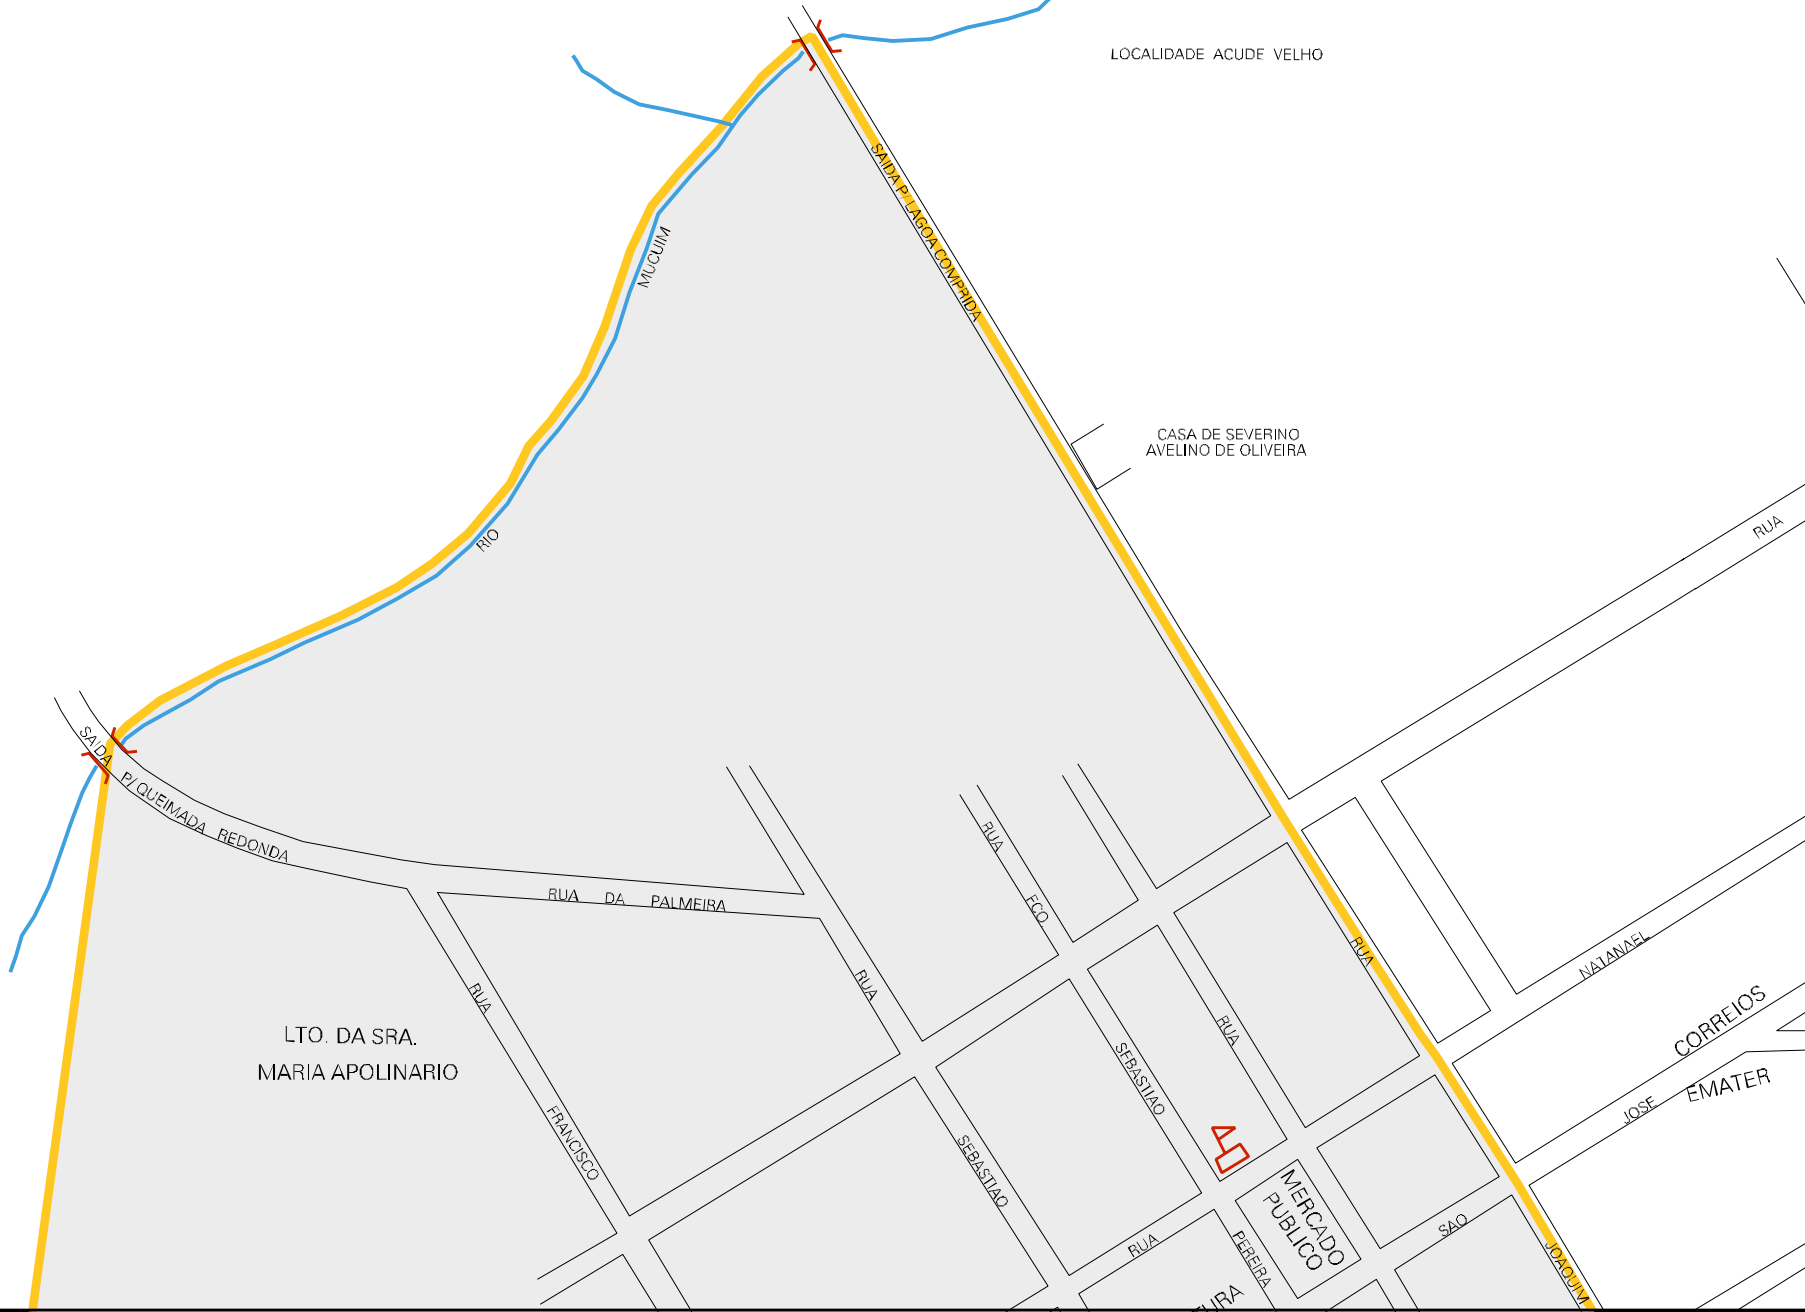 LOCALIDADE ACUDE VELHO
SAIDA P/ LAGOA COMPRIDA
MUCUIM
CASA DE SEVERINO
AVELINO DE OLIVEIRA
RUA
RIO
SAIDA P/ QUEIMADA REDONDA
RUA DA PALMEIRA
RUA
FCO.
RUA
NATANAEL
RUA
RUA
CORREIOS
LTO. DA SRA.
MARIA APOLINARIO
RUA
SEBASTIAO
EMATER
JOSE
FRANCISCO
SEBASTIAO
MERCADO
PUBLICO
SAO
RUA
PEREIRA
JOAQUIM